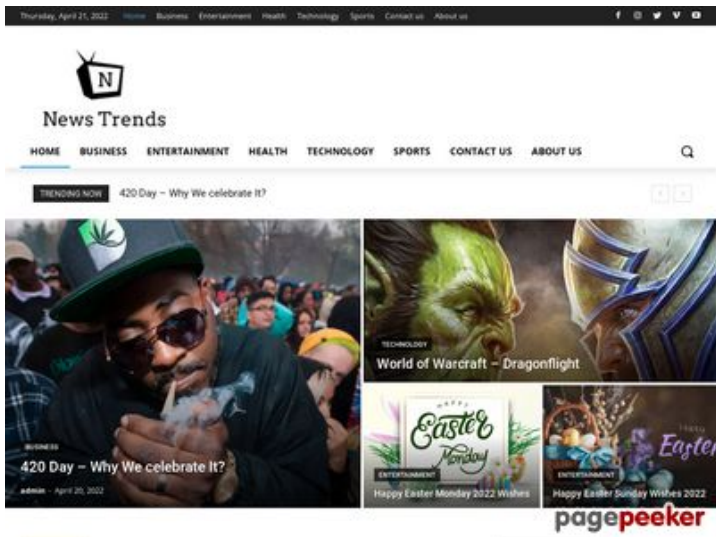 Thursday, April 21, 2022 Home Business Entertainment Health Technology Sports Contact us About us
N
News Trends
HOME BUSINESS ENTERTAINMENT HEALTH TECHNOLOGY SPORTS CONTACT US ABOUT US
TRENDING NOW 420 Day – Why We celebrate It?
TECHNOLOGY
World of Warcraft – Dragonflight
BUSINESS
420 Day – Why We celebrate It?
admin - April 20, 2022
HAPPY
Easter
Monday
ENTERTAINMENT
Happy Easter Monday 2022 Wishes
Easter
ENTERTAINMENT
Happy Easter Sunday Wishes 2022
pagepeeker